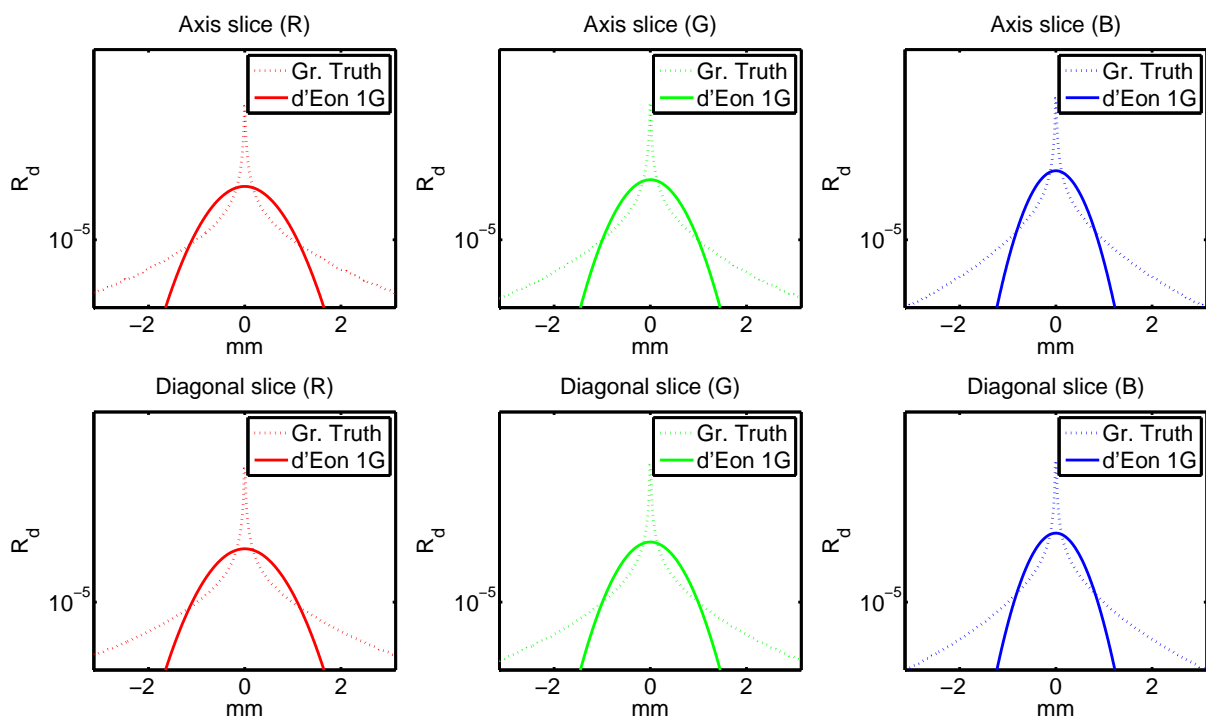 Axis slice (R)
Gr. Truth
d'Eon 1G
R_d
10^-5
−2 0 2
mm
Axis slice (G)
Gr. Truth
d'Eon 1G
R_d
10^-5
−2 0 2
mm
Axis slice (B)
Gr. Truth
d'Eon 1G
R_d
10^-5
−2 0 2
mm
Diagonal slice (R)
Gr. Truth
d'Eon 1G
R_d
10^-5
−2 0 2
mm
Diagonal slice (G)
Gr. Truth
d'Eon 1G
R_d
10^-5
−2 0 2
mm
Diagonal slice (B)
Gr. Truth
d'Eon 1G
R_d
10^-5
−2 0 2
mm